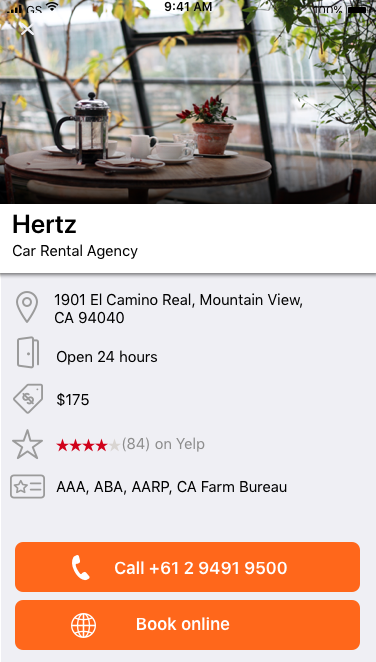 GS 9:41 AM 100%
Hertz
Car Rental Agency
1901 El Camino Real, Mountain View,
CA 94040
Open 24 hours
$175
(84) on Yelp
AAA, ABA, AARP, CA Farm Bureau
Call +61 2 9491 9500
Book online